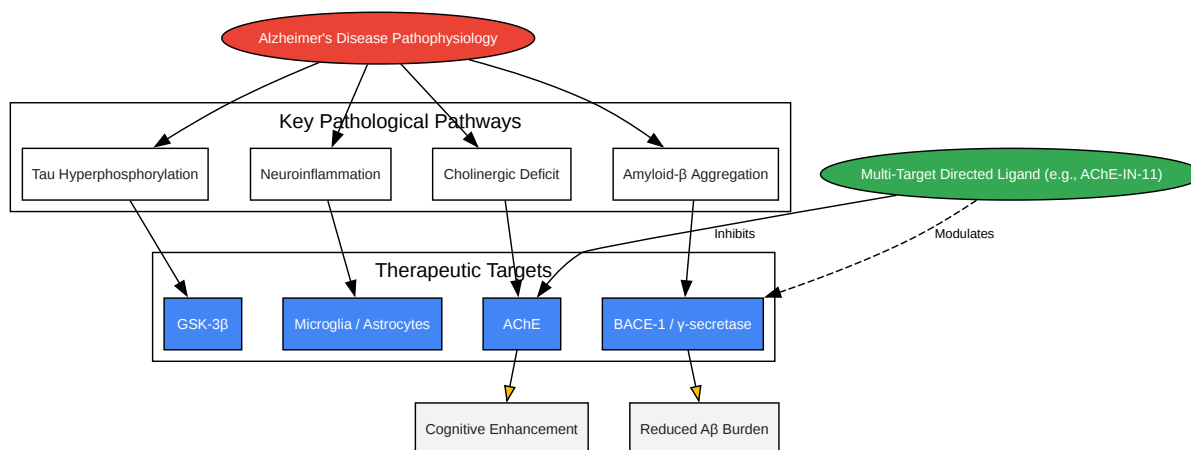 Alzheimer's Disease Pathophysiology
Key Pathological Pathways
Tau Hyperphosphorylation
Neuroinflammation
Cholinergic Deficit
Amyloid-β Aggregation
Multi-Target Directed Ligand (e.g., AChE-IN-11)
Inhibits
Modulates
Therapeutic Targets
GSK-3β
Microglia / Astrocytes
AChE
BACE-1 / γ-secretase
Cognitive Enhancement
Reduced Aβ Burden